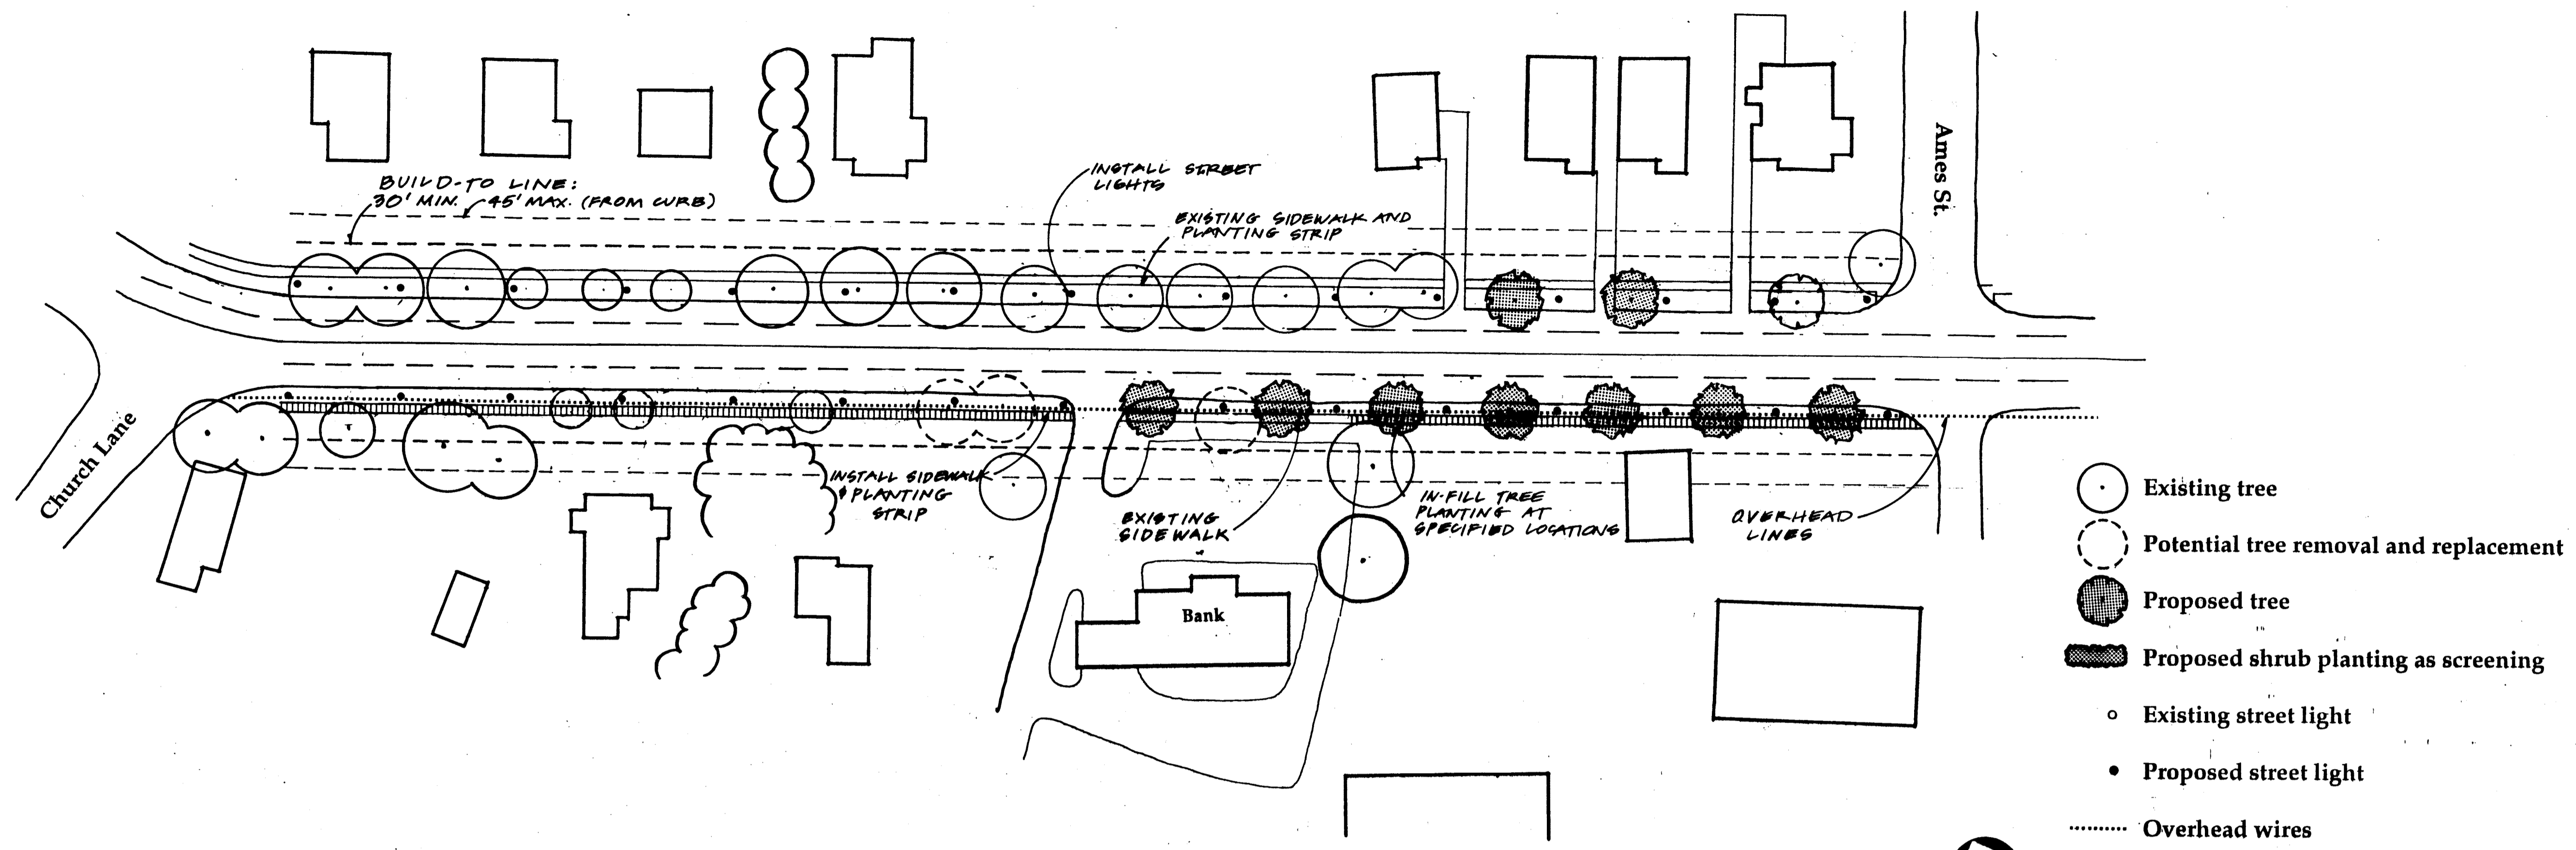 BUILD-TO LINE:
30' MIN. 45' MAX. (FROM CURB)
INSTALL STREET
LIGHTS
EXISTING SIDEWALK AND
PLANTING STRIP
Ames St.
Church Lane
INSTALL SIDEWALK
& PLANTING
STRIP
EXISTING
SIDEWALK
IN-FILL TREE
PLANTING AT
SPECIFIED LOCATIONS
OVERHEAD
LINES
Bank
Existing tree
Potential tree removal and replacement
Proposed tree
Proposed shrub planting as screening
Existing street light
Proposed street light
Overhead wires